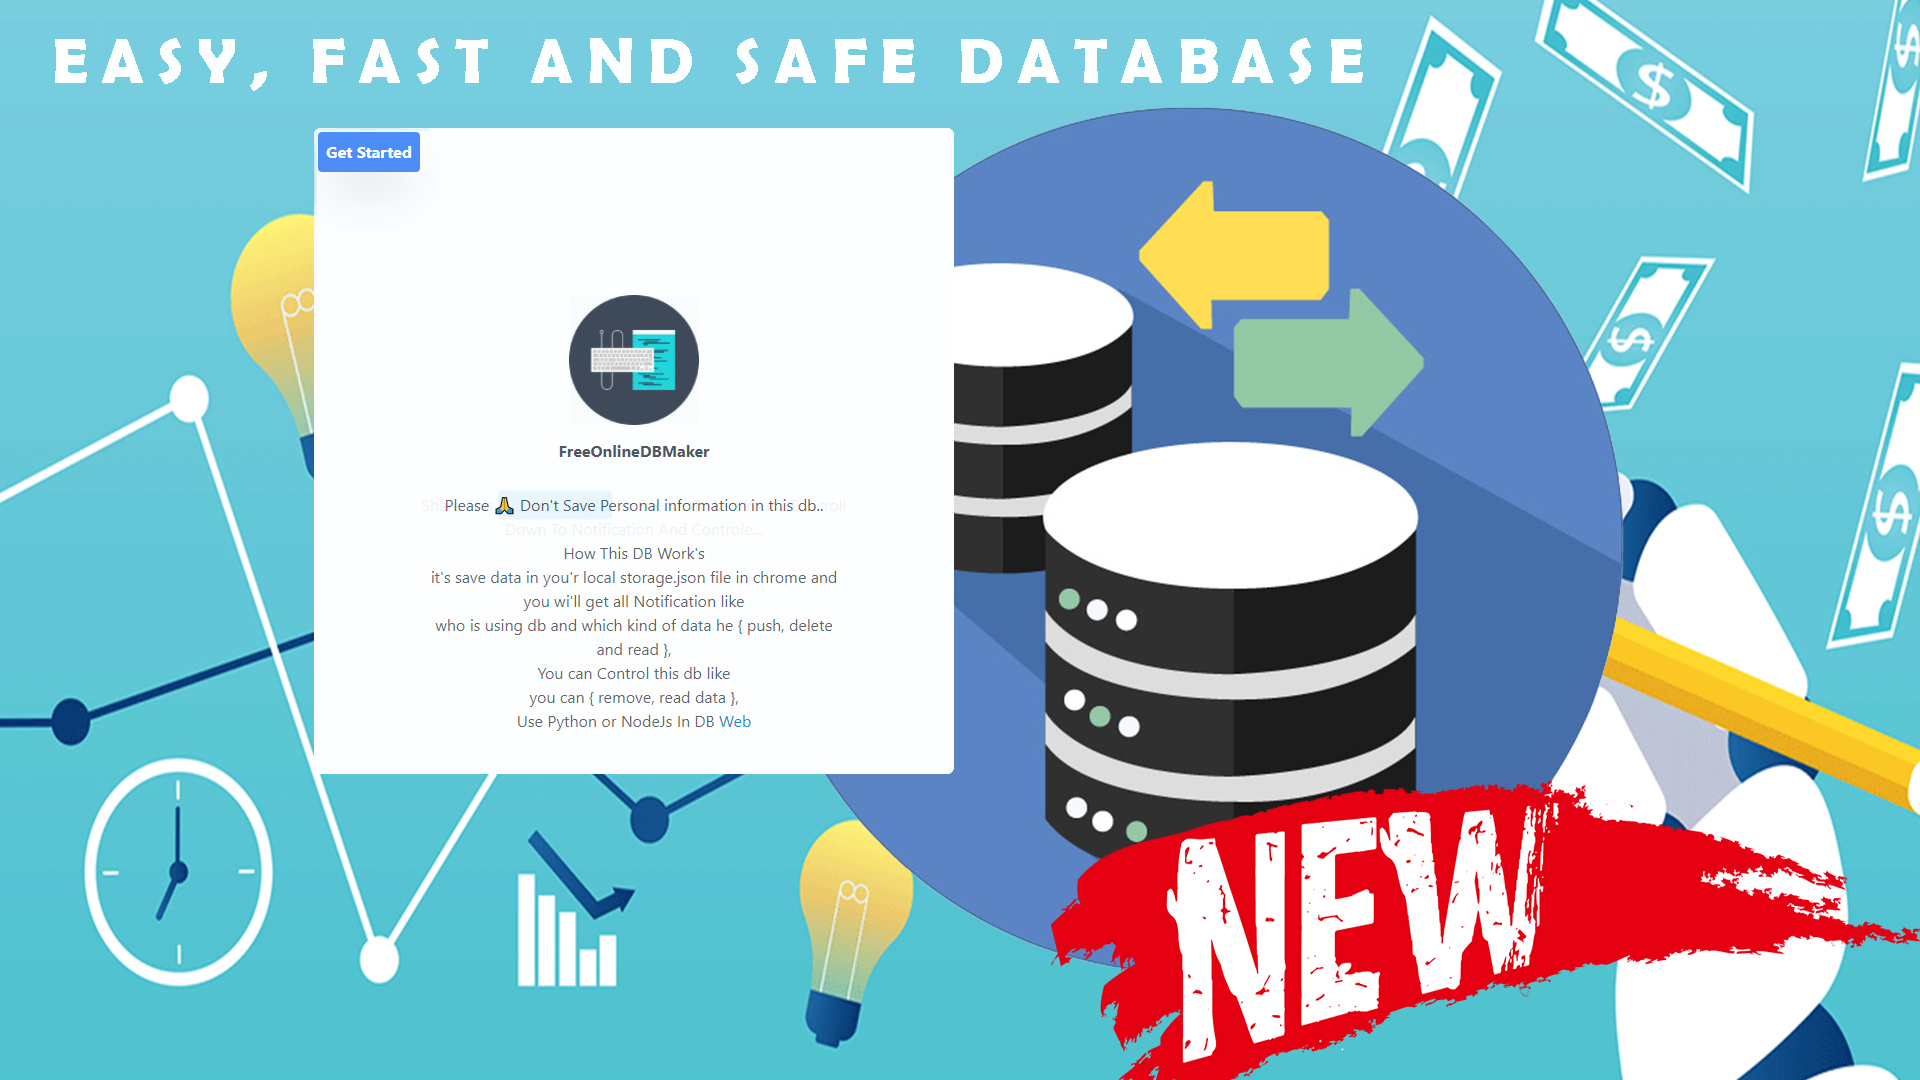 EASY, FAST AND SAFE DATABASE
Get Started
FreeOnlineDBMaker
Please 🙏 Don't Save Personal information in this db..
Down To Notification And Controle...
How This DB Work's
it's save data in you'r local storage.json file in chrome and
you wi'll get all Notification like
who is using db and which kind of data he { push, delete
and read },
You can Control this db like
you can { remove, read data },
Use Python or NodeJs In DB Web
NEW